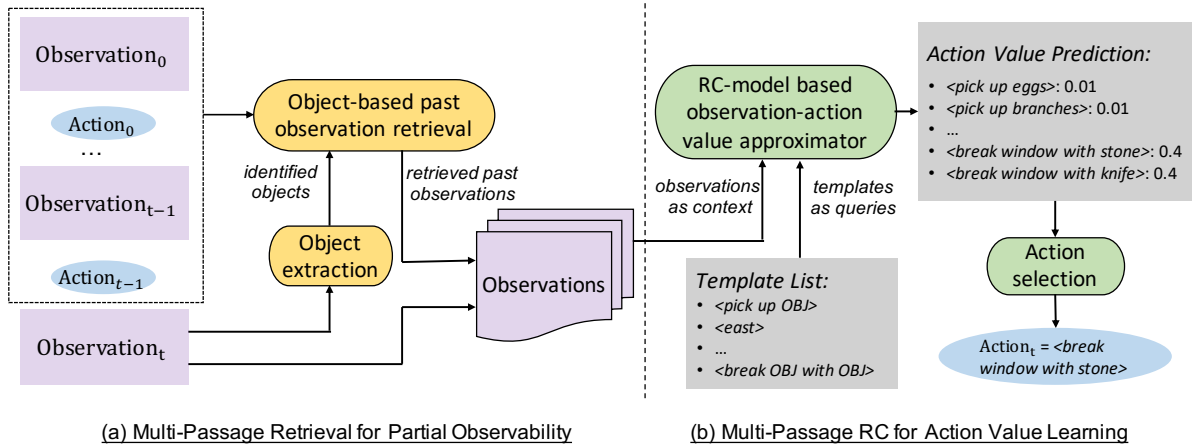 Observation₀
Action₀
...
Observationₜ₋₁
Actionₜ₋₁
Observationₜ
Object-based past
observation retrieval
identified
objects
retrieved past
observations
Object
extraction
Observations
(a) Multi-Passage Retrieval for Partial Observability
RC-model based
observation-action
value approximator
observations
as context
templates
as queries
Template List:
• <pick up OBJ>
• <east>
• ...
• <break OBJ with OBJ>
Action Value Prediction:
• <pick up eggs>: 0.01
• <pick up branches>: 0.01
• ...
• <break window with stone>: 0.4
• <break window with knife>: 0.4
Action
selection
Actionₜ = <break
window with stone>
(b) Multi-Passage RC for Action Value Learning